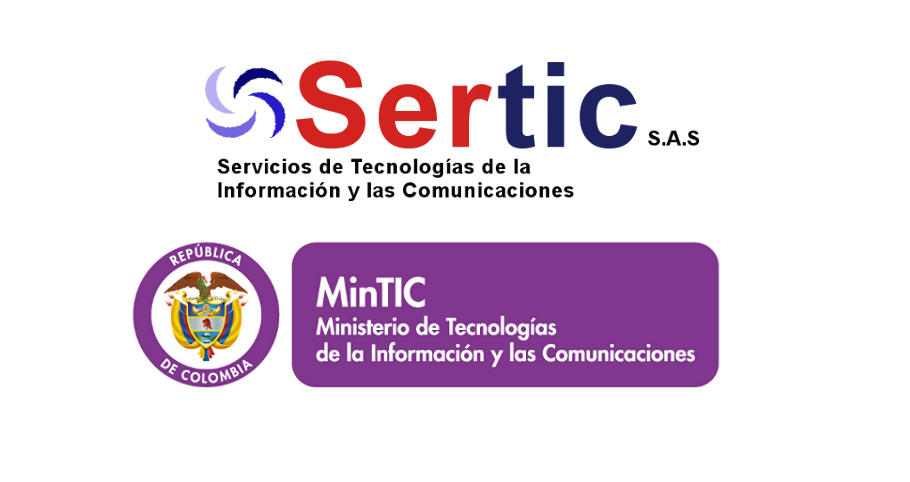 Sertic S.A.S
Servicios de Tecnologías de la
Información y las Comunicaciones
REPÚBLICA
DE COLOMBIA
MinTIC
Ministerio de Tecnologías
de la Información y las Comunicaciones